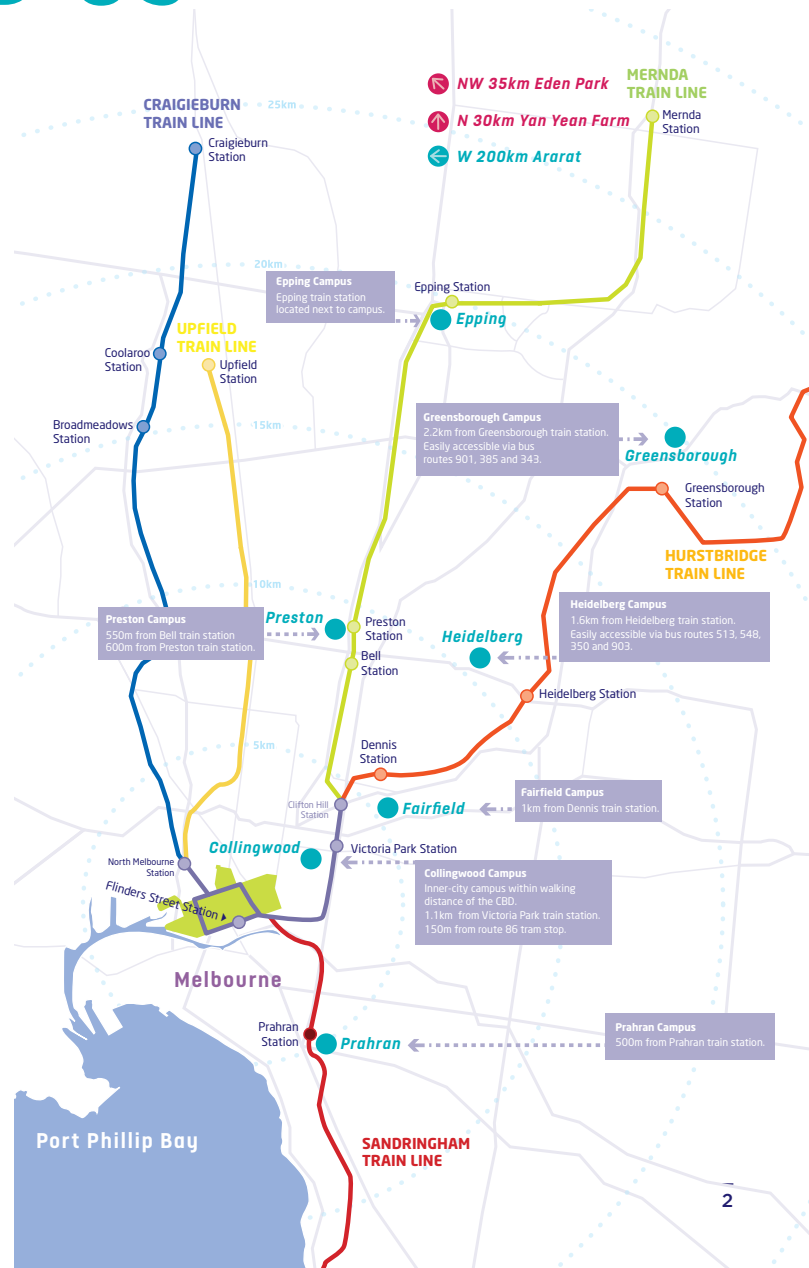 NW 35km Eden Park
N 30km Yan Yean Farm
W 200km Ararat
MERNDA
TRAIN LINE
Mernda
Station
CRAIGIEBURN
TRAIN LINE
25km
Craigieburn
Station
20km
Epping Campus
Epping train station
located next to campus.
Epping Station
Epping
UPFIELD
TRAIN LINE
Coolaroo
Station
Upfield
Station
Broadmeadows
Station
15km
Greensborough Campus
2.2km from Greensborough train station.
Easily accessible via bus
routes 901, 385 and 343.
Greensborough
Greensborough
Station
HURSTBRIDGE
TRAIN LINE
10km
Preston Campus
550m from Bell train station
600m from Preston train station.
Preston
Preston
Station
Bell
Station
Heidelberg
Heidelberg Campus
1.6km from Heidelberg train station.
Easily accessible via bus routes 513, 548,
350 and 903.
Heidelberg Station
5km
Dennis
Station
Clifton Hill
Station
Fairfield
Fairfield Campus
1km from Dennis train station.
Collingwood
Victoria Park Station
North Melbourne
Station
Flinders Street Station
Collingwood Campus
Inner-city campus within walking
distance of the CBD.
1.1km from Victoria Park train station.
150m from route 86 tram stop.
Melbourne
Prahran
Station
Prahran
Prahran Campus
500m from Prahran train station.
Port Phillip Bay
SANDRINGHAM
TRAIN LINE
2